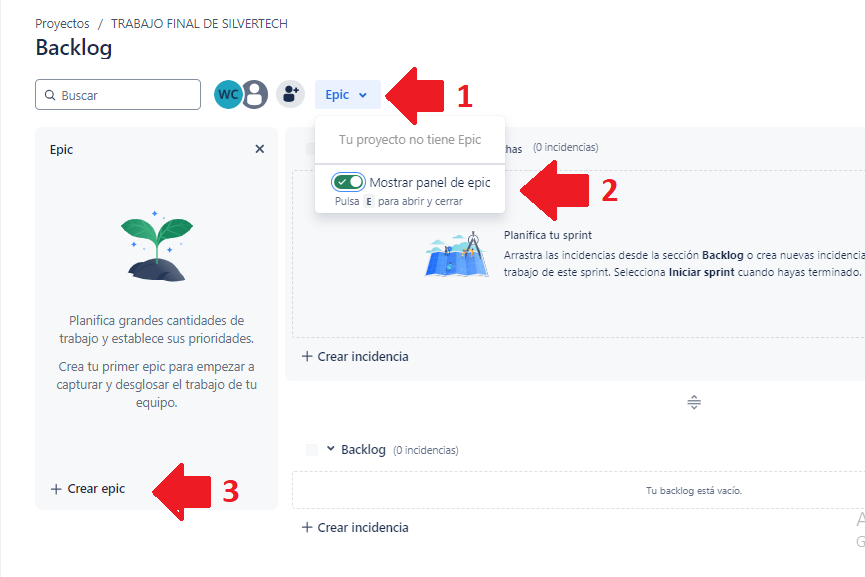 Proyectos / TRABAJO FINAL DE SILVERTECH
Backlog
Buscar
WC
Epic
1
Tu proyecto no tiene Epic
Mostrar panel de epic
Pulsa E para abrir y cerrar
2
Epic
Planifica grandes cantidades de
trabajo y establece sus prioridades.
Crea tu primer epic para empezar a
capturar y desglosar el trabajo de tu
equipo.
+ Crear epic
3
(0 incidencias)
Planifica tu sprint
Arrastra las incidencias desde la sección Backlog o crea nuevas
trabajo de este sprint. Selecciona Iniciar sprint cuando hayas terminado.
+ Crear incidencia
Backlog (0 incidencias)
Tu backlog está vacío.
+ Crear incidencia